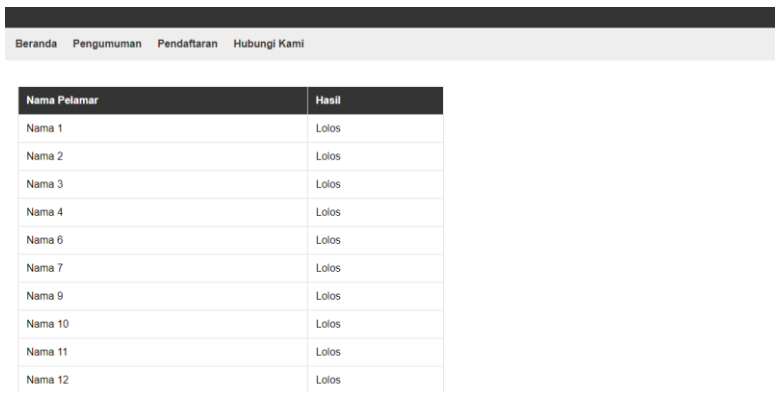 Beranda Pengumuman Pendaftaran Hubungi Kami
Nama Pelamar Hasil
Nama 1 Lolos
Nama 2 Lolos
Nama 3 Lolos
Nama 4 Lolos
Nama 6 Lolos
Nama 7 Lolos
Nama 9 Lolos
Nama 10 Lolos
Nama 11 Lolos
Nama 12 Lolos